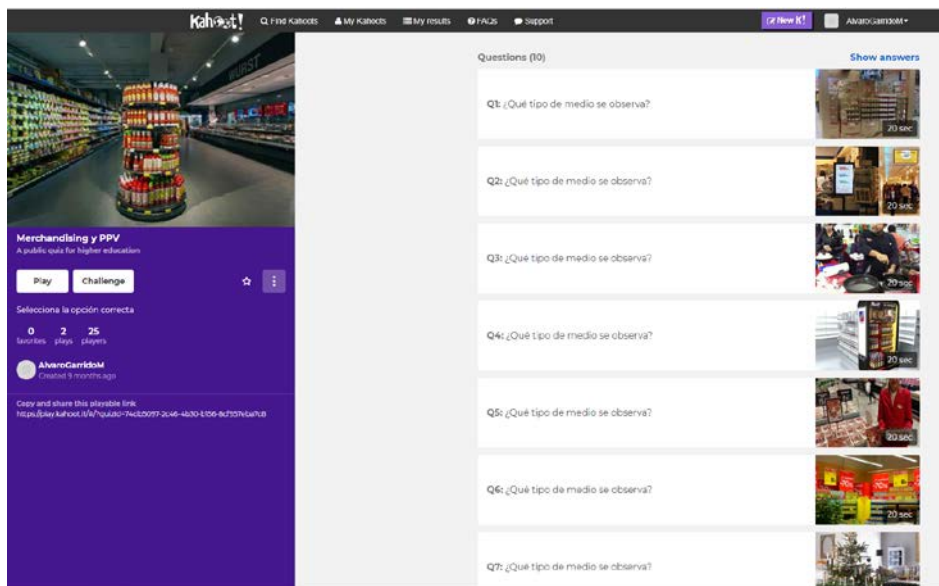 Kahoot!
Find Kahoots
My Kahoots
My results
FAQs
Support
New K!
AlvaroGarridoM
WURST
Merchandising y PPV
A public quiz for higher education
Play
Challenge
Selecciona la opción correcta
0 favorites
2 plays
25 players
AlvaroGarridoM
Created 9 months ago
Copy and share this playable link
Questions (10)
Show answers
Q1: ¿Qué tipo de medio se observa?
20 sec
Q2: ¿Qué tipo de medio se observa?
20 sec
Q3: ¿Qué tipo de medio se observa?
20 sec
Q4: ¿Qué tipo de medio se observa?
20 sec
Q5: ¿Qué tipo de medio se observa?
20 sec
Q6: ¿Qué tipo de medio se observa?
70%
20 sec
Q7: ¿Qué tipo de medio se observa?